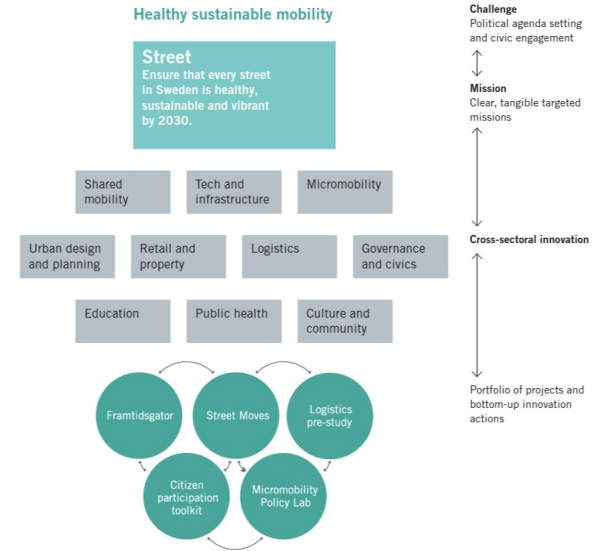 Healthy sustainable mobility
Challenge
Political agenda setting
and civic engagement
Street
Ensure that every street
in Sweden is healthy,
sustainable and vibrant
by 2030.
Mission
Clear, tangible targeted
missions
Shared
mobility
Tech and
infrastructure
Micromobility
Urban design
and planning
Retail and
property
Logistics
Governance
and civics
Cross-sectoral innovation
Education
Public health
Culture and
community
Framtidsgator
Street Moves
Logistics
pre-study
Portfolio of projects and
bottom-up innovation
actions
Citizen
participation
toolkit
Micromobility
Policy Lab